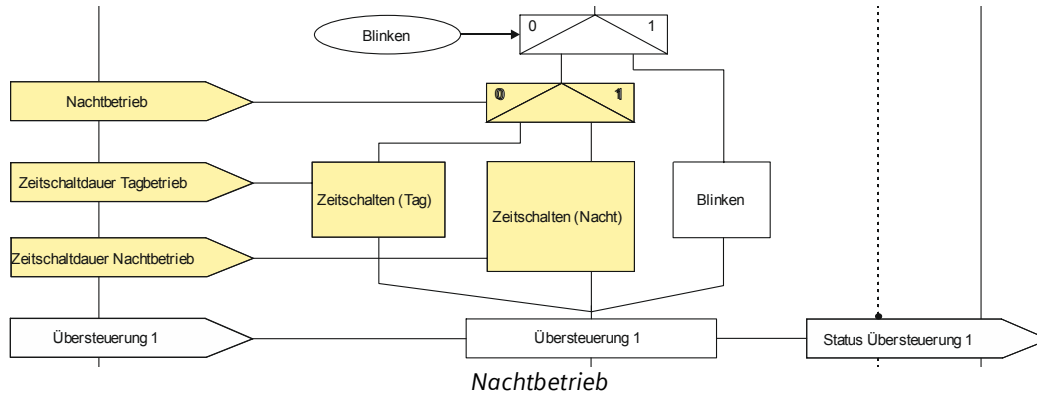 0 1
Blinken
0 1
Nachtbetrieb
Zeitschaltdauer Tagbetrieb
Zeitschalten (Tag)
Zeitschalten (Nacht)
Blinken
Zeitschaltdauer Nachtbetrieb
Übersteuerung 1
Übersteuerung 1
Status Übersteuerung 1
Nachtbetrieb